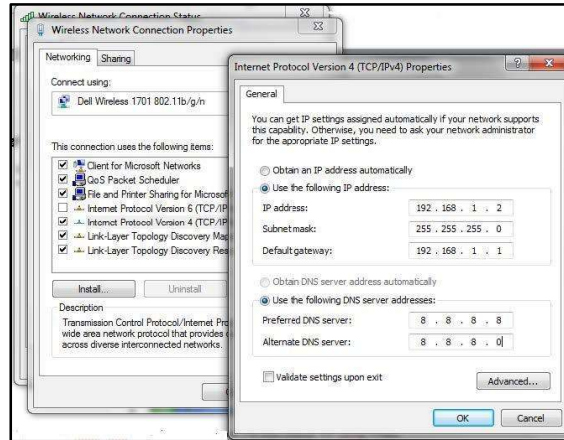 Wireless Network Connection Status
Wireless Network Connection Properties
Networking
Sharing
Connect using:
Dell Wireless 1701 802.11b/g/n
This connection uses the following items:
Client for Microsoft Networks
QoS Packet Scheduler
File and Printer Sharing for Microsof
Internet Protocol Version 6 (TCP/IP
Internet Protocol Version 4 (TCP/IP
Link-Layer Topology Discovery Map
Link-Layer Topology Discovery Res
Install...
Uninstall
Description
Transmission Control Protocol/Internet Pro
wide area network protocol that provides
across diverse interconnected networks.
Internet Protocol Version 4 (TCP/IPv4) Properties
General
You can get IP settings assigned automatically if your network supports
this capability. Otherwise, you need to ask your network administrator
for the appropriate IP settings.
Obtain an IP address automatically
Use the following IP address:
IP address: 192 . 168 . 1 . 2
Subnet mask: 255 . 255 . 255 . 0
Default gateway: 192 . 168 . 1 . 1
Obtain DNS server address automatically
Use the following DNS server addresses:
Preferred DNS server: 8 . 8 . 8 . 8
Alternate DNS server: 8 . 8 . 8 . 0
Validate settings upon exit
Advanced...
OK
Cancel